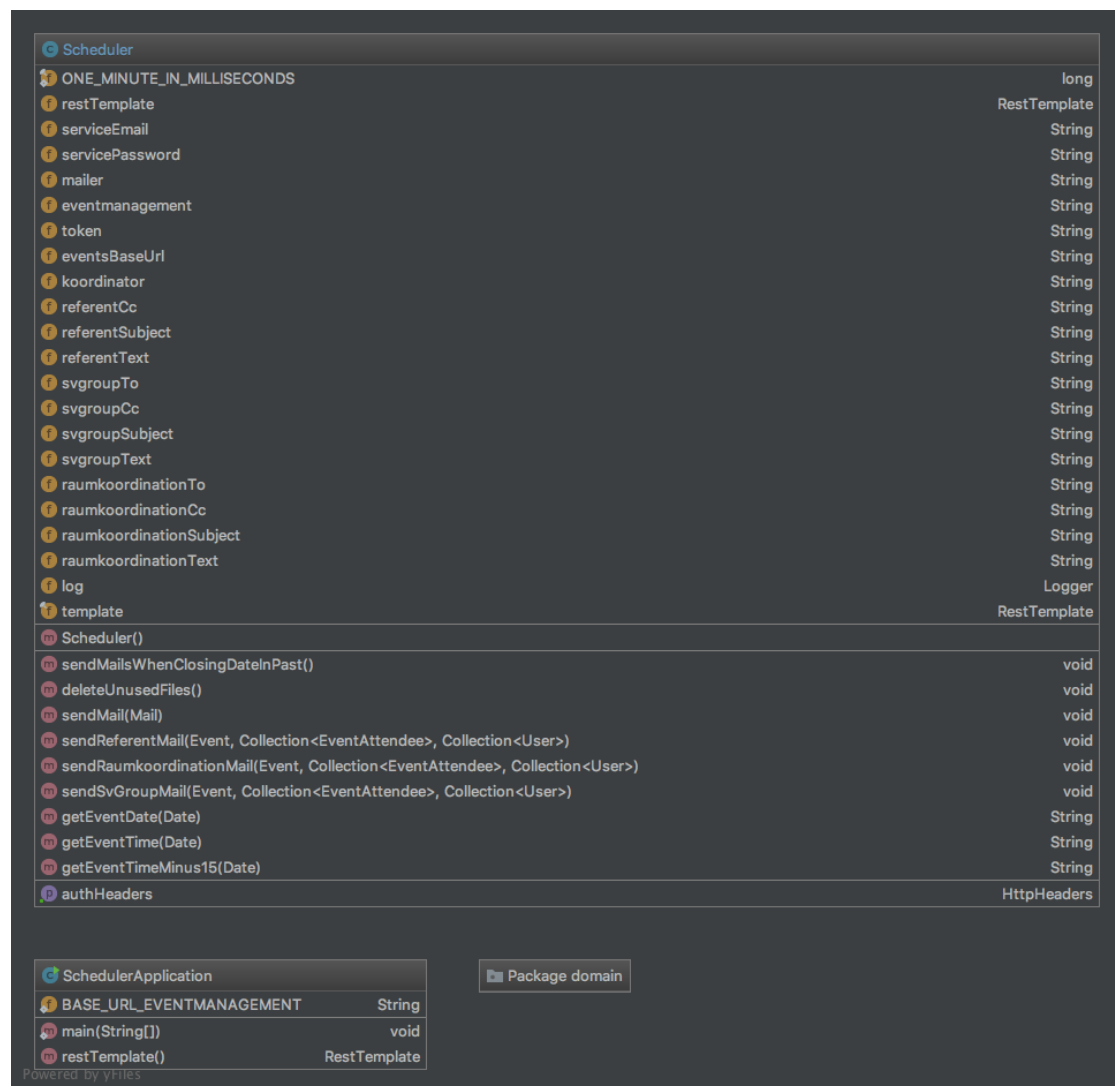 Scheduler
ONE_MINUTE_IN_MILLISECONDS long
restTemplate RestTemplate
serviceEmail String
servicePassword String
mailer String
eventmanagement String
token String
eventsBaseUrl String
koordinator String
referentCc String
referentSubject String
referentText String
svgroupTo String
svgroupCc String
svgroupSubject String
svgroupText String
raumkoordinationTo String
raumkoordinationCc String
raumkoordinationSubject String
raumkoordinationText String
log Logger
template RestTemplate
Scheduler()
sendMailsWhenClosingDateInPast() void
deleteUnusedFiles() void
sendMail(Mail) void
sendReferentMail(Event, Collection<EventAttendee>, Collection<User>) void
sendRaumkoordinationMail(Event, Collection<EventAttendee>, Collection<User>) void
sendSvGroupMail(Event, Collection<EventAttendee>, Collection<User>) void
getEventDate(Date) String
getEventTime(Date) String
getEventTimeMinus15(Date) String
authHeaders HttpHeaders
SchedulerApplication
BASE_URL_EVENTMANAGEMENT String
main(String[]) void
restTemplate() RestTemplate
Package domain
Powered by yFiles